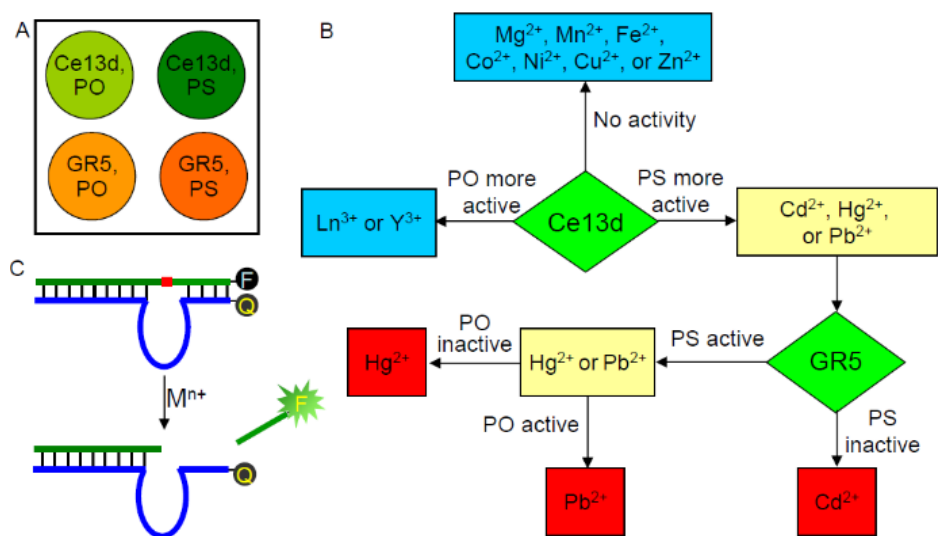 A
Ce13d,
PO
Ce13d,
PS
GR5,
PO
GR5,
PS
B
Mg²⁺, Mn²⁺, Fe²⁺,
Co²⁺, Ni²⁺, Cu²⁺, or Zn²⁺
No activity
PO more
active
PS more
active
Ln³⁺ or Y³⁺
Ce13d
Cd²⁺, Hg²⁺,
or Pb²⁺
PO
inactive
PS active
Hg²⁺
Hg²⁺ or Pb²⁺
GR5
PO active
PS
inactive
Pb²⁺
Cd²⁺
C
F
Q
Mⁿ⁺
F
Q